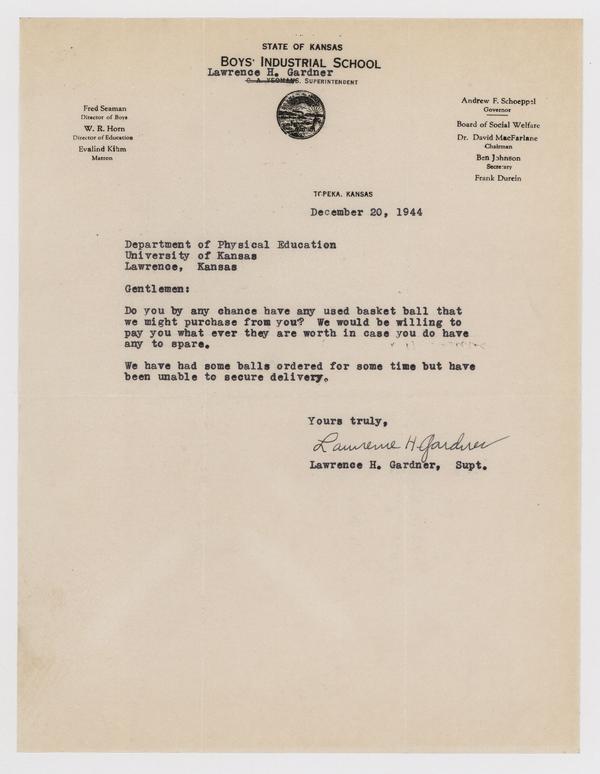 STATE OF KANSAS
BOYS' INDUSTRIAL SCHOOL
Lawrence H. Gardner
C. A. YEOMANS, SUPERINTENDENT
Fred Seaman
Director of Boys
W. R. Horn
Director of Education
Evalind Kihm
Matron
Andrew F. Schoeppel
Governor
Board of Social Welfare
Dr. David MacFarlane
Chairman
Ben Johnson
Secretary
Frank Durein
TOPEKA, KANSAS
December 20, 1944
Department of Physical Education
University of Kansas
Lawrence, Kansas
Gentlemen:
Do you by any chance have any used basket ball that
we might purchase from you? We would be willing to
pay you what ever they are worth in case you do have
any to spare.
We have had some balls ordered for some time but have
been unable to secure delivery.
Yours truly,
Lawrence H. Gardner
Lawrence H. Gardner, Supt.